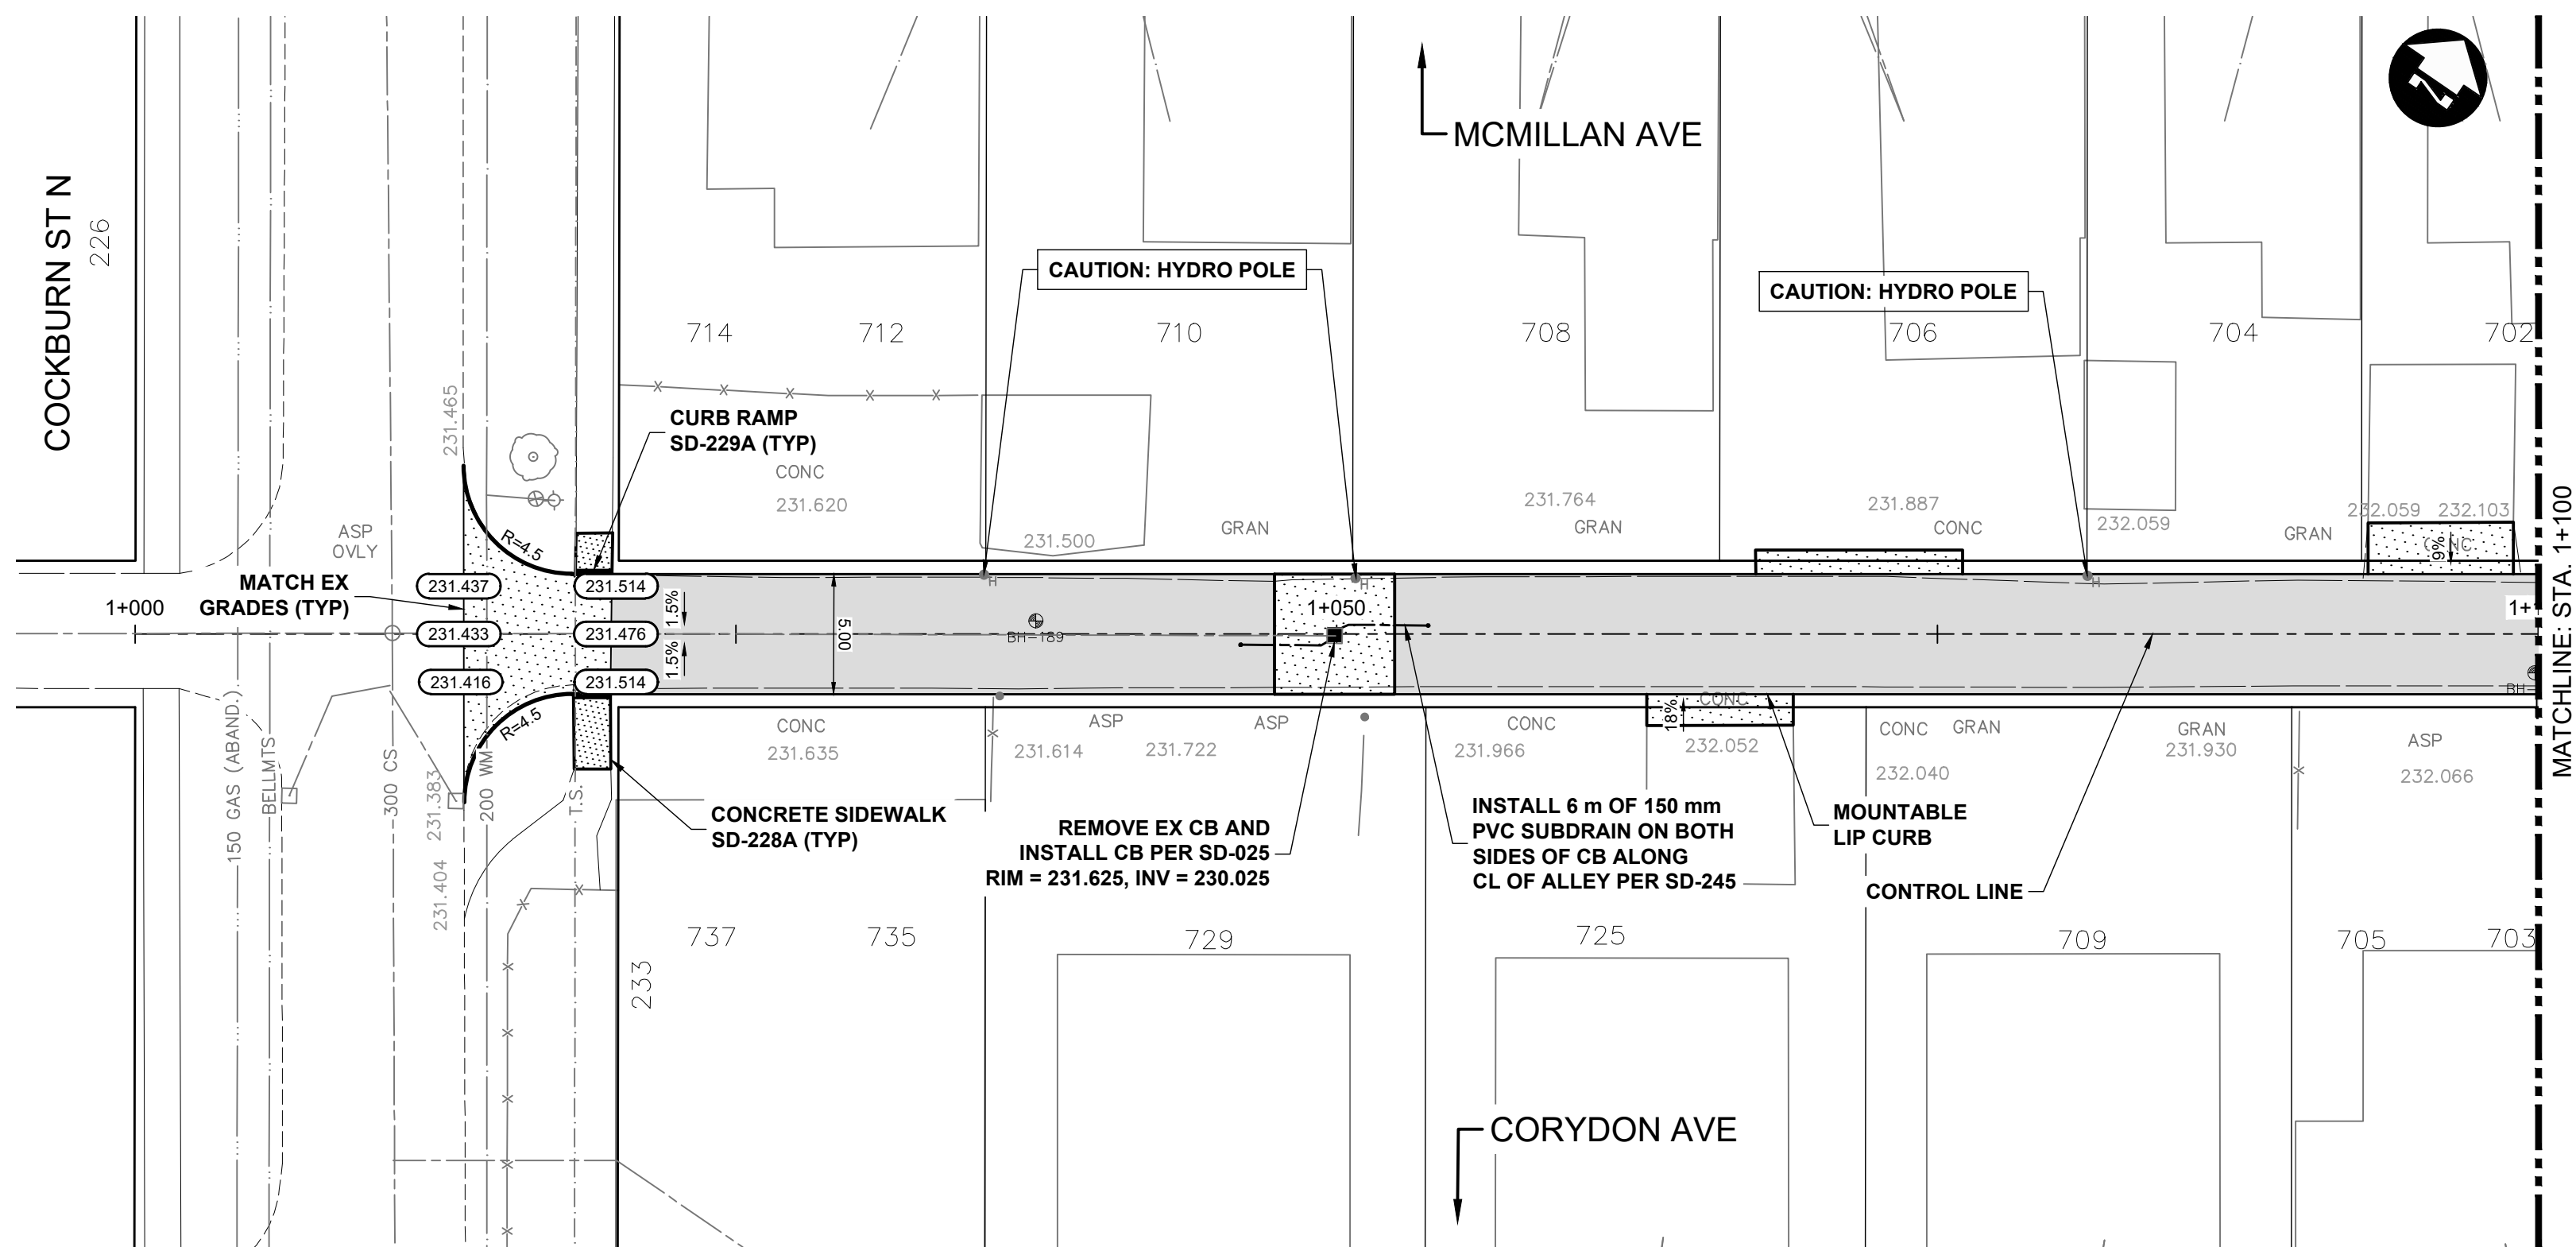 MCMILLAN AVE
COCKBURN ST N
226
CAUTION: HYDRO POLE
CAUTION: HYDRO POLE
714
712
710
708
706
704
702
231.465
CURB RAMP
SD-229A (TYP)
CONC
231.620
231.500
GRAN
231.764
GRAN
231.887
CONC
232.059
GRAN
232.059
232.103
CONC
9%
ASP
OVLY
R=4.5
MATCH EX
GRADES (TYP)
1+000
231.437
231.514
231.433
231.476
231.416
231.514
1.5%
1.5%
5.00
H
H
H
BH-189
1+050
1+1
BH-
MATCHLINE: STA. 1+100
R=4.5
150 GAS (ABAND.)
BELLMTS
300 CS
231.404
231.383
200 WM
T.S.
CONC
231.635
ASP
231.614
231.722
ASP
CONC
231.966
18%
CONC
232.052
CONC
232.040
GRAN
GRAN
231.930
ASP
232.066
CONCRETE SIDEWALK
SD-228A (TYP)
REMOVE EX CB AND
INSTALL CB PER SD-025
RIM = 231.625, INV = 230.025
INSTALL 6 m OF 150 mm
PVC SUBDRAIN ON BOTH
SIDES OF CB ALONG
CL OF ALLEY PER SD-245
MOUNTABLE
LIP CURB
CONTROL LINE
233
737
735
729
725
709
705
703
CORYDON AVE